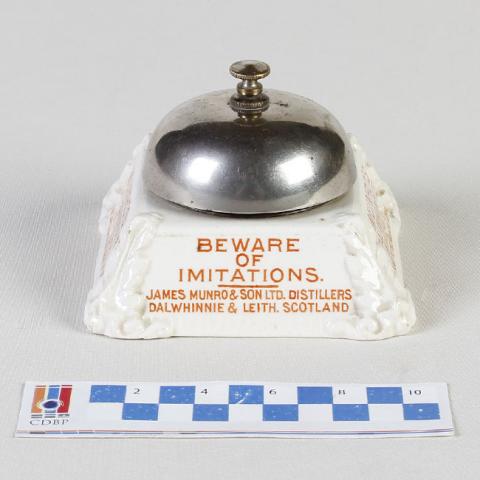 BEWARE
OF
IMITATIONS.
JAMES MUNRO & SON LTD. DISTILLERS
DALWHINNIE & LEITH. SCOTLAND
2 4 6 8 10
CDBP